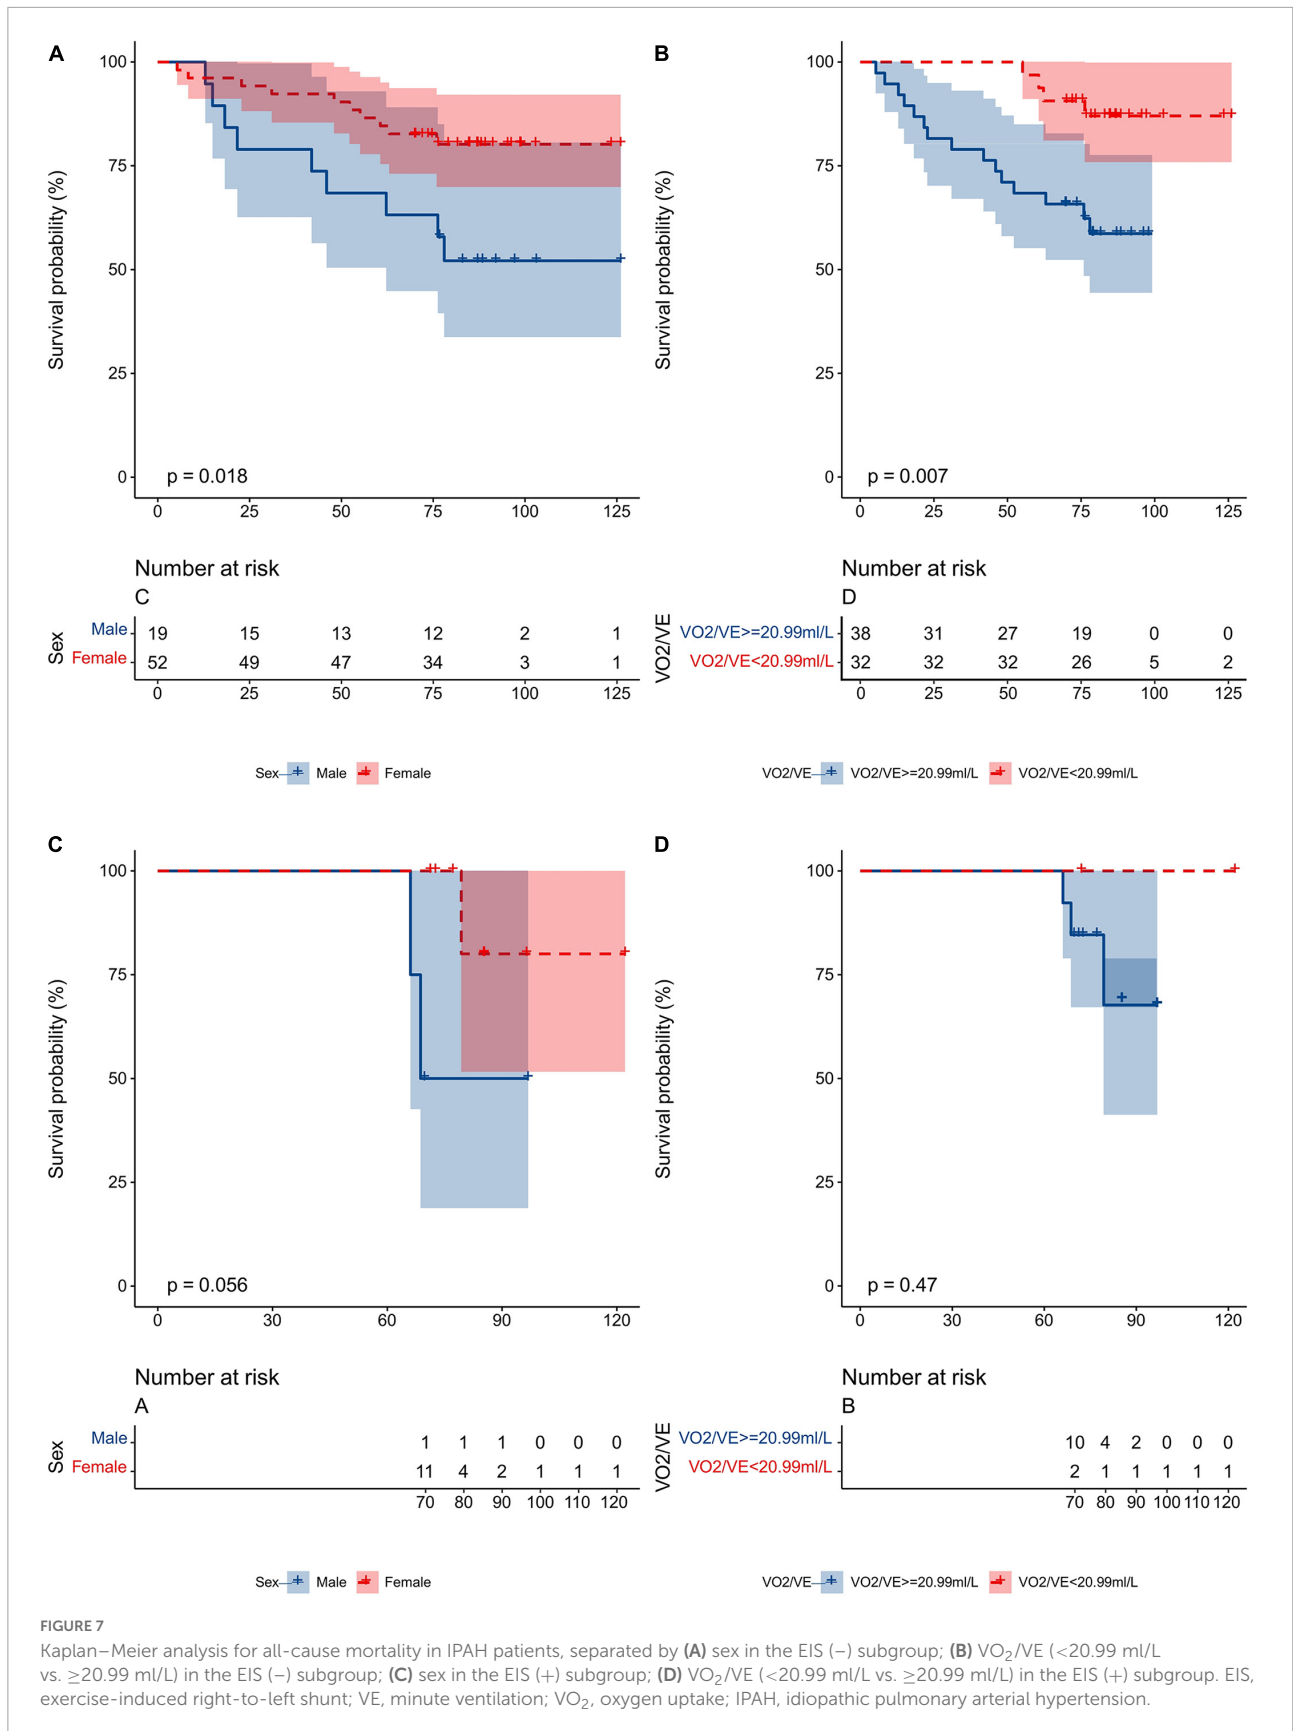 A
Survival probability (%)
100
75
50
25
0
p = 0.018
0 25 50 75 100 125
Number at risk
C
Sex
Male 19 15 13 12 2 1
Female 52 49 47 34 3 1
0 25 50 75 100 125
Sex Male Female
B
Survival probability (%)
100
75
50
25
0
p = 0.007
0 25 50 75 100 125
Number at risk
D
VO2/VE
VO2/VE>=20.99ml/L 38 31 27 19 0 0
VO2/VE<20.99ml/L 32 32 32 26 5 2
0 25 50 75 100 125
VO2/VE VO2/VE>=20.99ml/L VO2/VE<20.99ml/L
C
Survival probability (%)
100
75
50
25
0
p = 0.056
0 30 60 90 120
Number at risk
A
Sex
Male 1 1 1 0 0 0
Female 11 4 2 1 1 1
70 80 90 100 110 120
Sex Male Female
D
Survival probability (%)
100
75
50
25
0
p = 0.47
0 30 60 90 120
Number at risk
B
VO2/VE
VO2/VE>=20.99ml/L 10 4 2 0 0 0
VO2/VE<20.99ml/L 2 1 1 1 1 1
70 80 90 100 110 120
VO2/VE VO2/VE>=20.99ml/L VO2/VE<20.99ml/L
FIGURE 7
Kaplan–Meier analysis for all-cause mortality in IPAH patients, separated by (A) sex in the EIS (−) subgroup; (B) VO₂/VE (<20.99 ml/L
vs. ≥20.99 ml/L) in the EIS (−) subgroup; (C) sex in the EIS (+) subgroup; (D) VO₂/VE (<20.99 ml/L vs. ≥20.99 ml/L) in the EIS (+) subgroup. EIS,
exercise-induced right-to-left shunt; VE, minute ventilation; VO₂, oxygen uptake; IPAH, idiopathic pulmonary arterial hypertension.